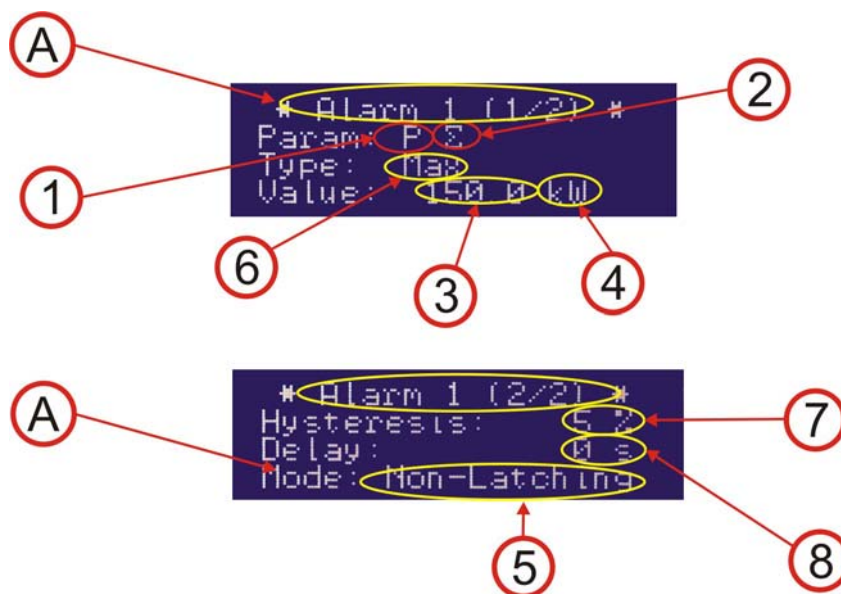 A
2
* Alarm 1 (1/2) *
Param: P Σ
Type: Max
Value: 150.0 kW
1
6
3
4
* Alarm 1 (2/2) *
A
Hysteresis: 5 %
7
Delay: 0 s
Mode: Non-Latching
5
8